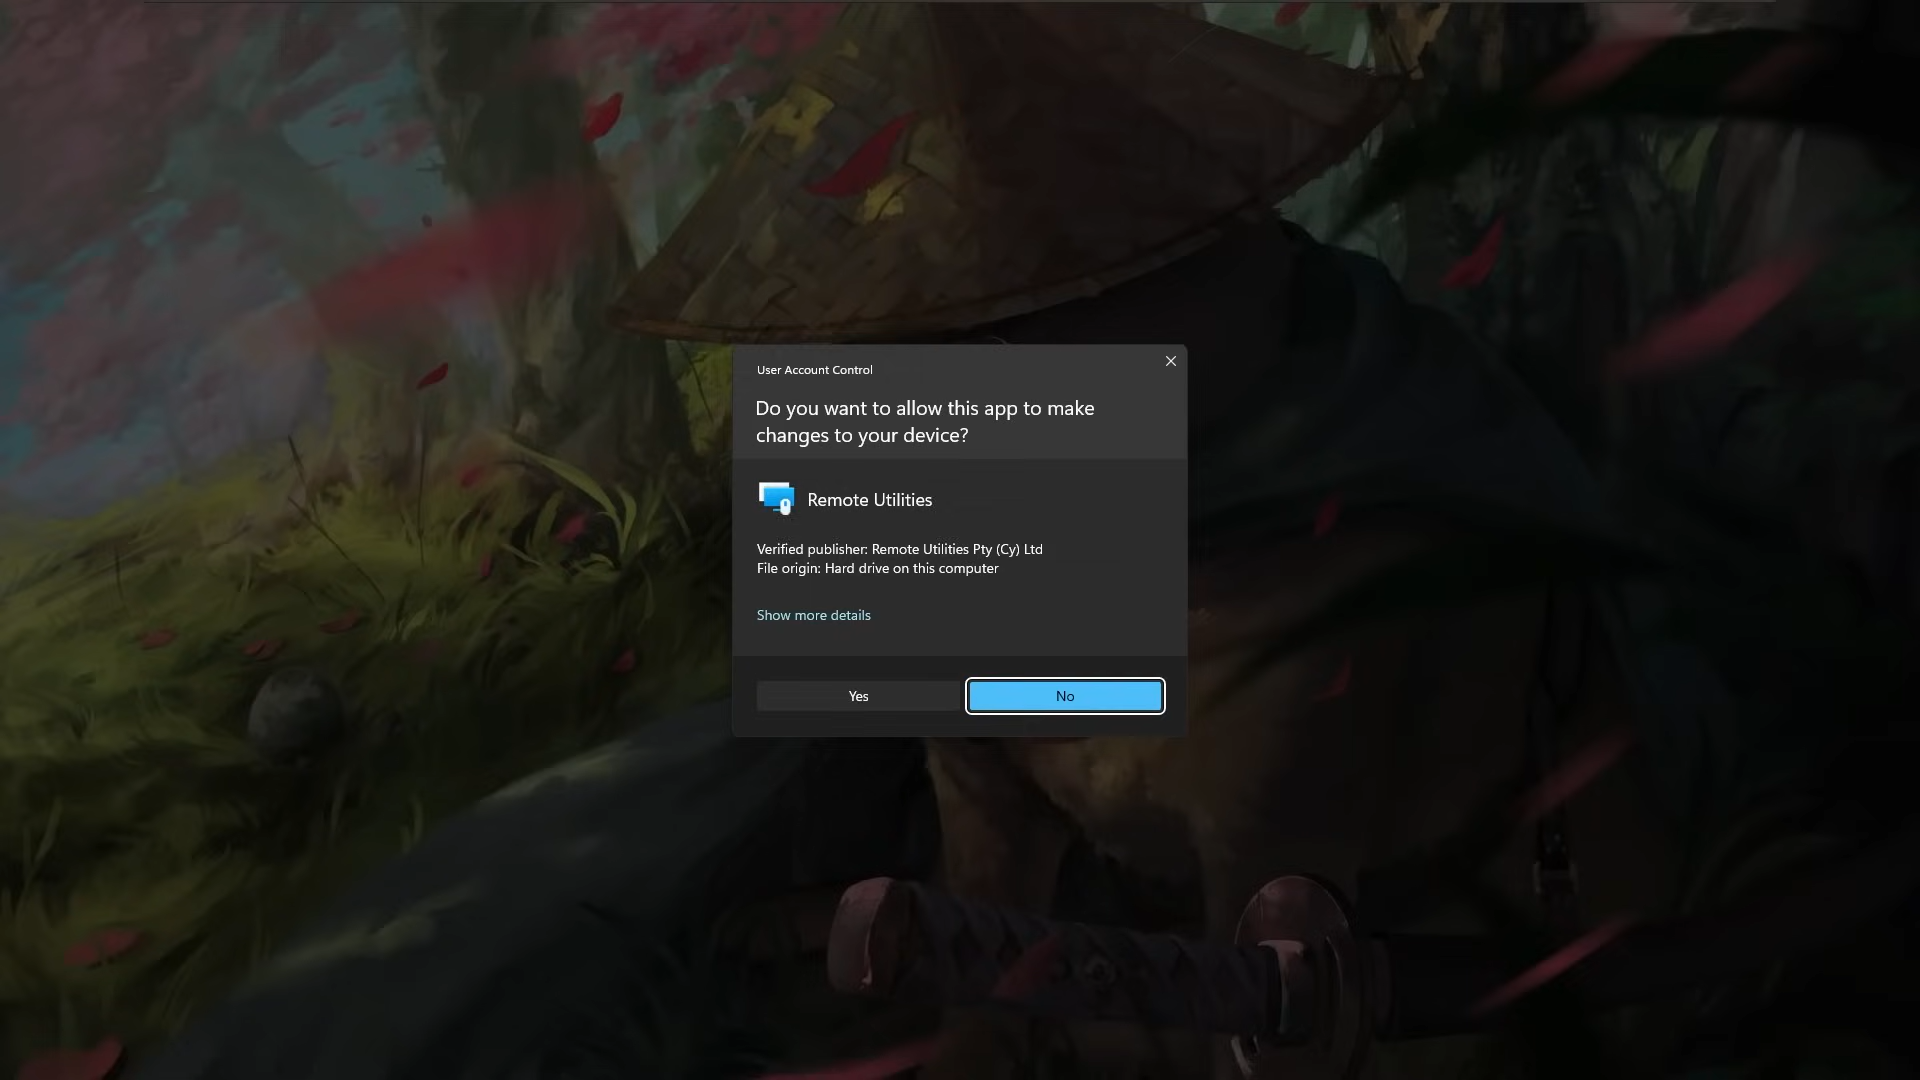 User Account Control
Do you want to allow this app to make
changes to your device?
Remote Utilities
Verified publisher: Remote Utilities Pty (Cy) Ltd
File origin: Hard drive on this computer
Show more details
Yes
No